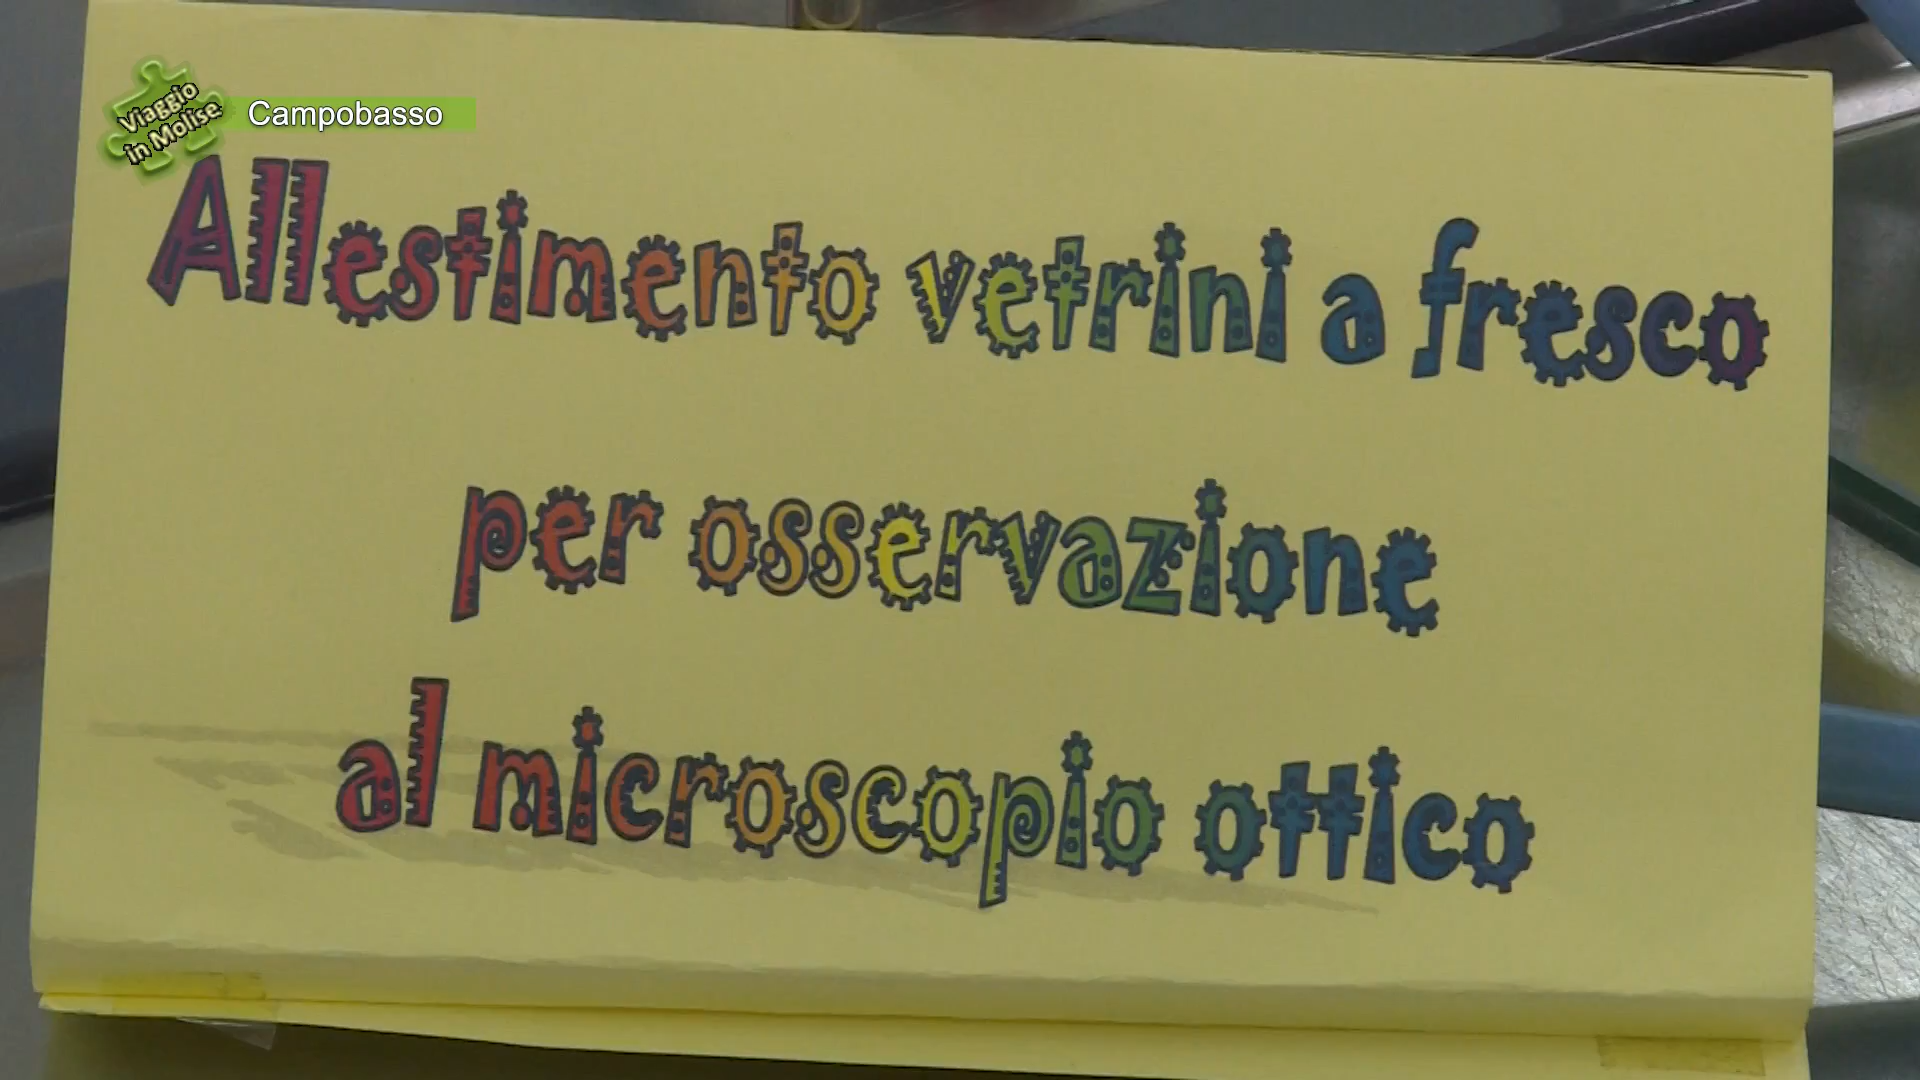 Viaggio
in Molise
Campobasso
Allestimento vetrini a fresco
per osservazione
al microscopio ottico